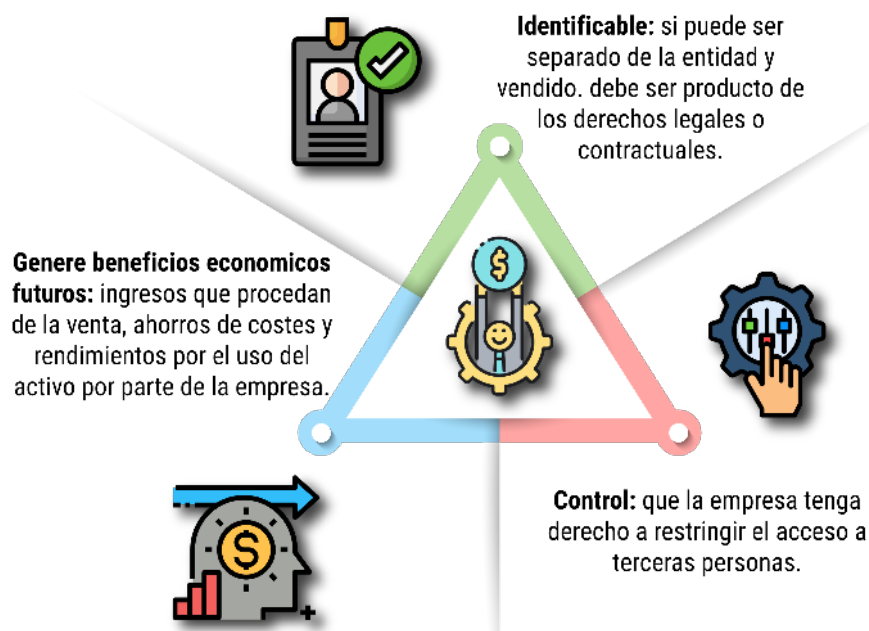 Identificable: si puede ser
separado de la entidad y
vendido. debe ser producto de
los derechos legales o
contractuales.
Genere beneficios economicos
futuros: ingresos que procedan
de la venta, ahorros de costes y
rendimientos por el uso del
activo por parte de la empresa.
Control: que la empresa tenga
derecho a restringir el acceso a
terceras personas.